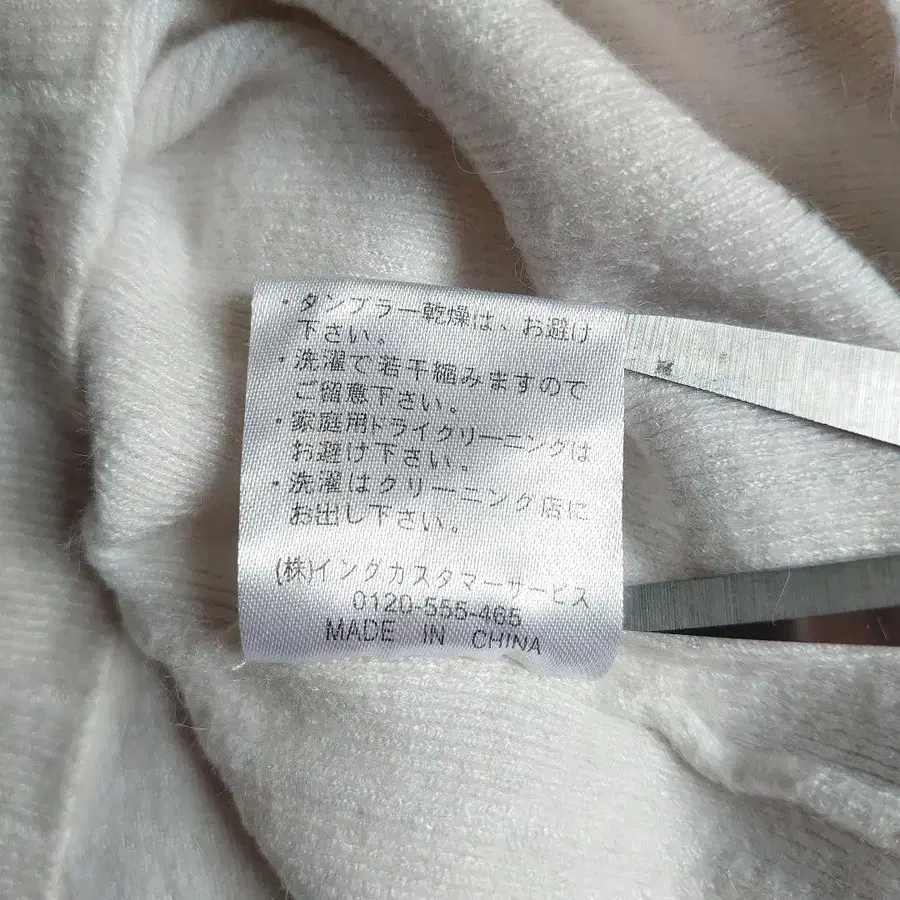 ・タンブラー乾燥は、お避け
下さい。
・洗濯で若干縮みますので
ご留意下さい。
・家庭用ドライクリーニングは
お避け下さい。
・洗濯はクリーニング店に
お出し下さい。
(株)イングカスタマーサービス
0120-555-465
MADE IN CHINA